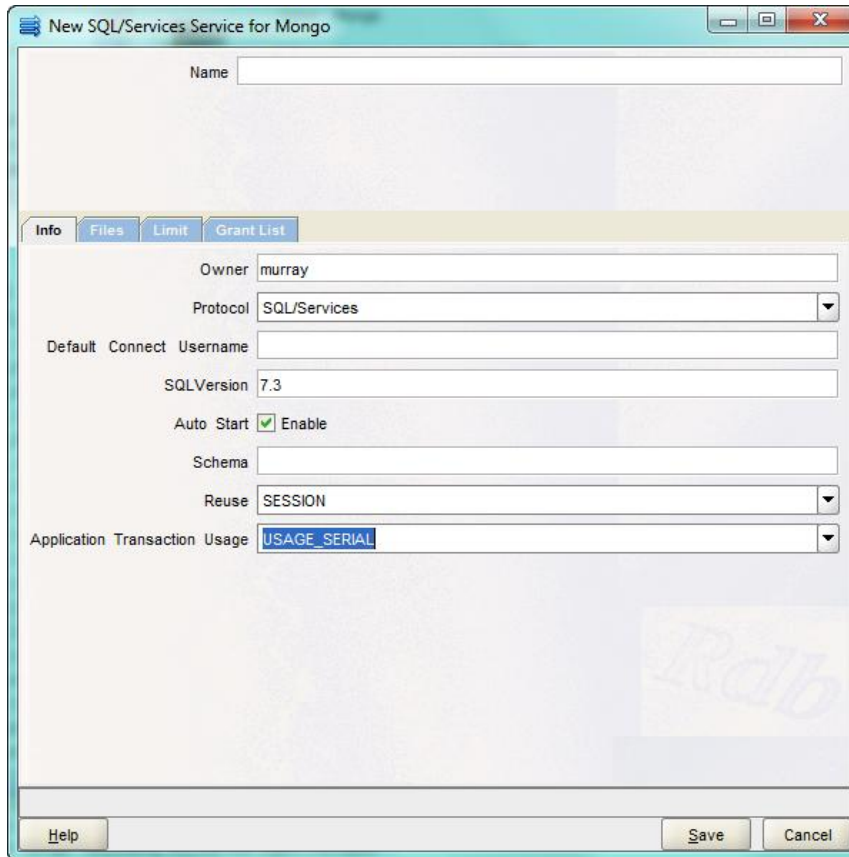 New SQL/Services Service for Mongo
Name
Info Files Limit Grant List
Owner murray
Protocol SQL/Services
Default Connect Username
SQLVersion 7.3
Auto Start Enable
Schema
Reuse SESSION
Application Transaction Usage USAGE_SERIAL
Rdb
Help Save Cancel